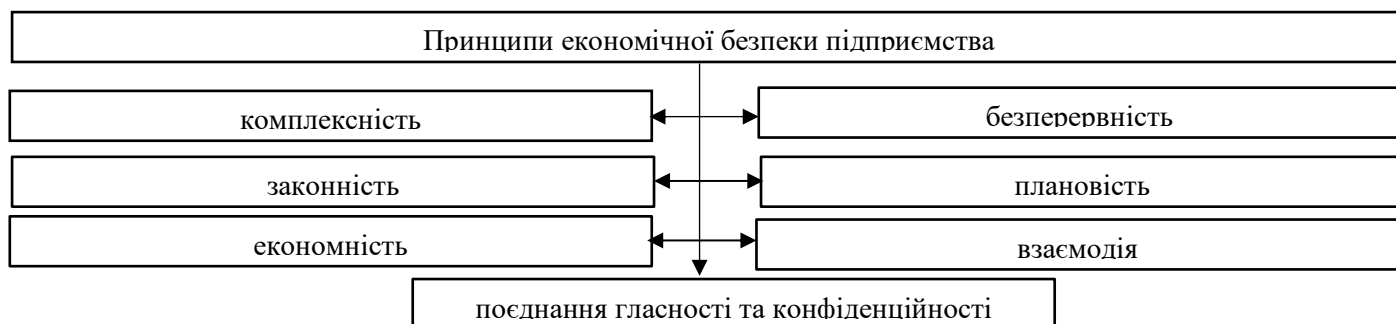 Принципи економічної безпеки підприємства
комплексність
безперервність
законність
плановість
економність
взаємодія
поєднання гласності та конфіденційності